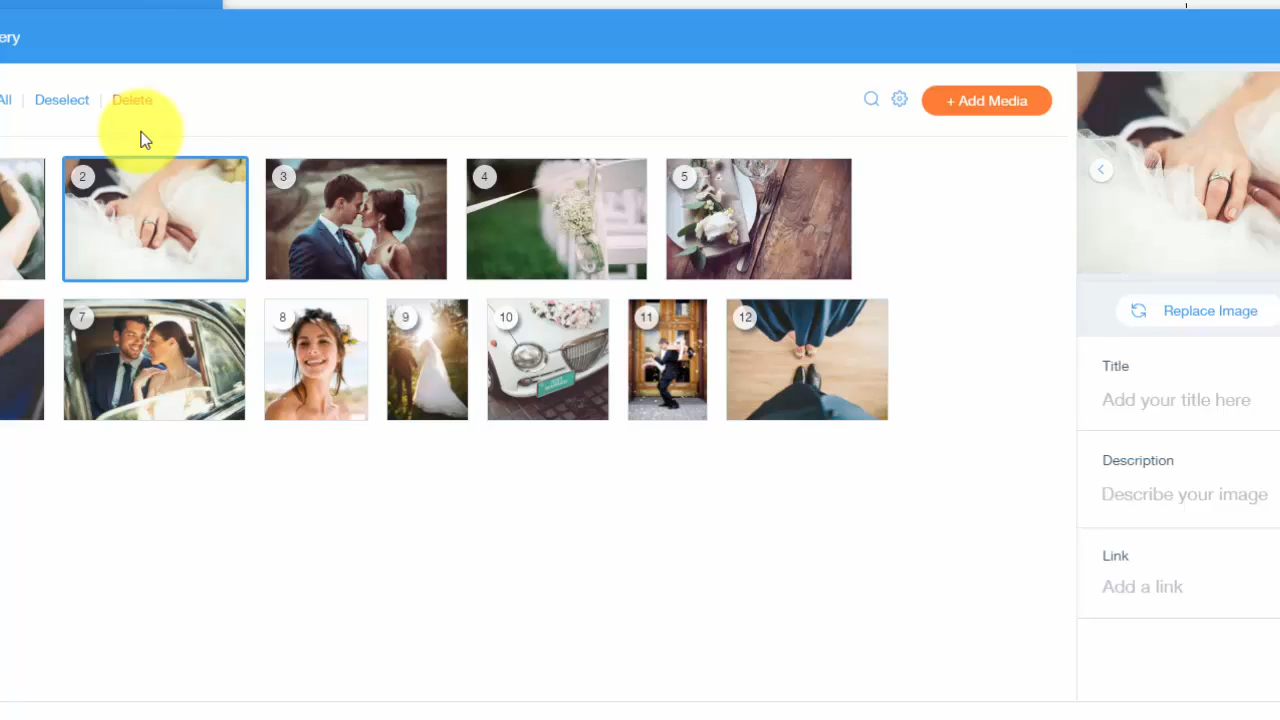 ery
All | Deselect | Delete
+ Add Media
2
3
4
5
7
8
9
10
11
12
Replace Image
Title
Add your title here
Description
Describe your image
Link
Add a link